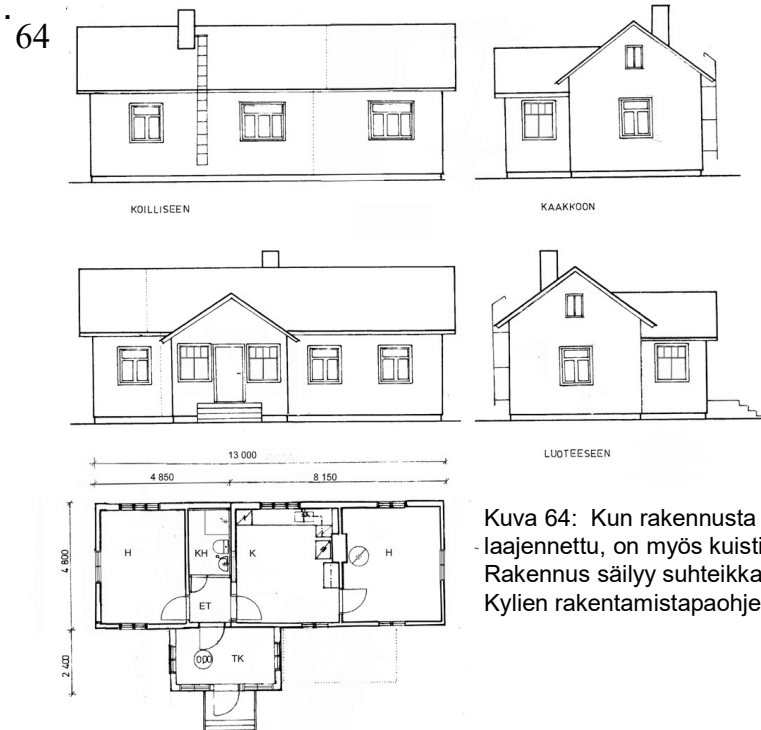 64
KOILLISEEN
KAAKKOON
LUOTEESEEN
13 000
4 850
8 150
4 800
2 400
H
KH
K
H
ET
TK
Kuva 64: Kun rakennusta
laajennettu, on myös kuisti
Rakennus säilyy suhteikka
Kylien rakentamistapaohje